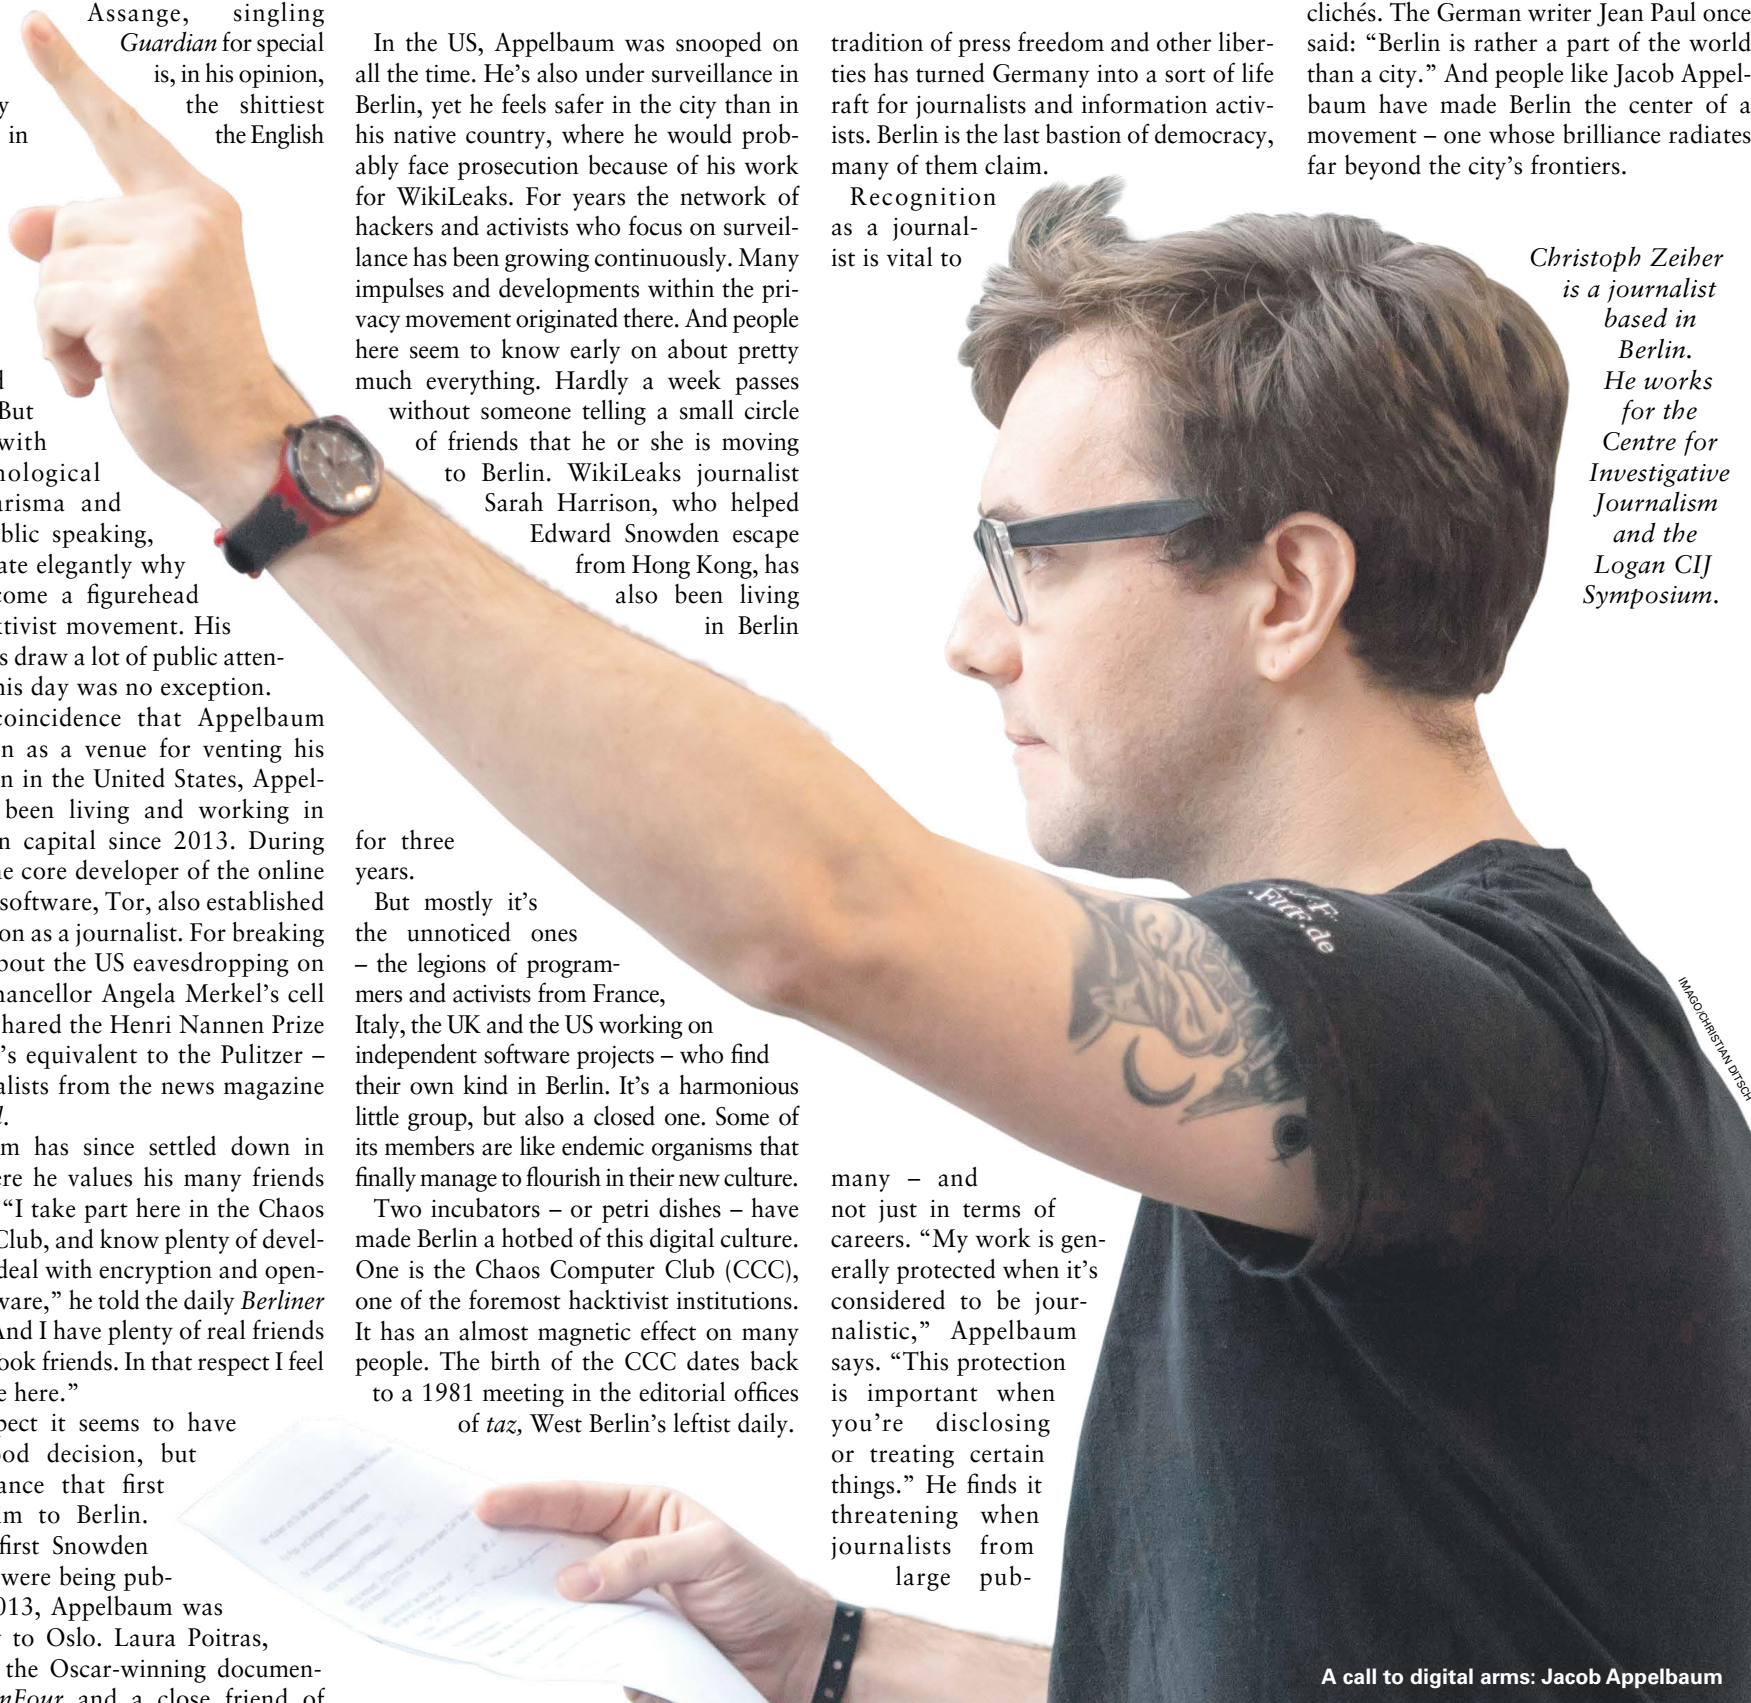 Assange, singling
Guardian for special
is, in his opinion,
the shittiest
in the English
But
with
arisma and
speaking,
elegantly why
a figurehead
movement. His
draw a lot of public atten-
day was no exception.
coincidence that Appelbaum
as a venue for venting his
in the United States, Appel-
been living and working in
capital since 2013. During
core developer of the online
software, Tor, also established
as a journalist. For breaking
the US eavesdropping on
Angela Merkel’s cell
shared the Henri Nannen Prize
’s equivalent to the Pulitzer –
from the news magazine
has since settled down in
he values his many friends
“I take part here in the Chaos
Club, and know plenty of devel-
deal with encryption and open-
ware,” he told the daily Berliner
And I have plenty of real friends
friends. In that respect I feel
here.”
it seems to have
decision, but
that first
to Berlin.
first Snowden
were being pub-
013, Appelbaum was
to Oslo. Laura Poitras,
the Oscar-winning documen-
nFour and a close friend of
In the US, Appelbaum was snooped on
all the time. He’s also under surveillance in
Berlin, yet he feels safer in the city than in
his native country, where he would prob-
ably face prosecution because of his work
for WikiLeaks. For years the network of
hackers and activists who focus on surveil-
lance has been growing continuously. Many
impulses and developments within the pri-
vacy movement originated there. And people
here seem to know early on about pretty
much everything. Hardly a week passes
without someone telling a small circle
of friends that he or she is moving
to Berlin. WikiLeaks journalist
Sarah Harrison, who helped
Edward Snowden escape
from Hong Kong, has
also been living
in Berlin
for three
years.
But mostly it’s
the unnoticed ones
– the legions of program-
mers and activists from France,
Italy, the UK and the US working on
independent software projects – who find
their own kind in Berlin. It’s a harmonious
little group, but also a closed one. Some of
its members are like endemic organisms that
finally manage to flourish in their new culture.
Two incubators – or petri dishes – have
made Berlin a hotbed of this digital culture.
One is the Chaos Computer Club (CCC),
one of the foremost hacktivist institutions.
It has an almost magnetic effect on many
people. The birth of the CCC dates back
to a 1981 meeting in the editorial offices
of taz, West Berlin’s leftist daily.
tradition of press freedom and other liber-
ties has turned Germany into a sort of life
raft for journalists and information activ-
ists. Berlin is the last bastion of democracy,
many of them claim.
Recognition
as a journal-
ist is vital to
many – and
not just in terms of
careers. “My work is gen-
erally protected when it’s
considered to be jour-
nalistic,” Appelbaum
says. “This protection
is important when
you’re disclosing
or treating certain
things.” He finds it
threatening when
journalists from
large pub-
clichés. The German writer Jean Paul once
said: “Berlin is rather a part of the world
than a city.” And people like Jacob Appel-
baum have made Berlin the center of a
movement – one whose brilliance radiates
far beyond the city’s frontiers.
Christoph Zeiher
is a journalist
based in
Berlin.
He works
for the
Centre for
Investigative
Journalism
and the
Logan CIJ
Symposium.
.FIfF.de
IMAGO/CHRISTIAN DITSCH
A call to digital arms: Jacob Appelbaum